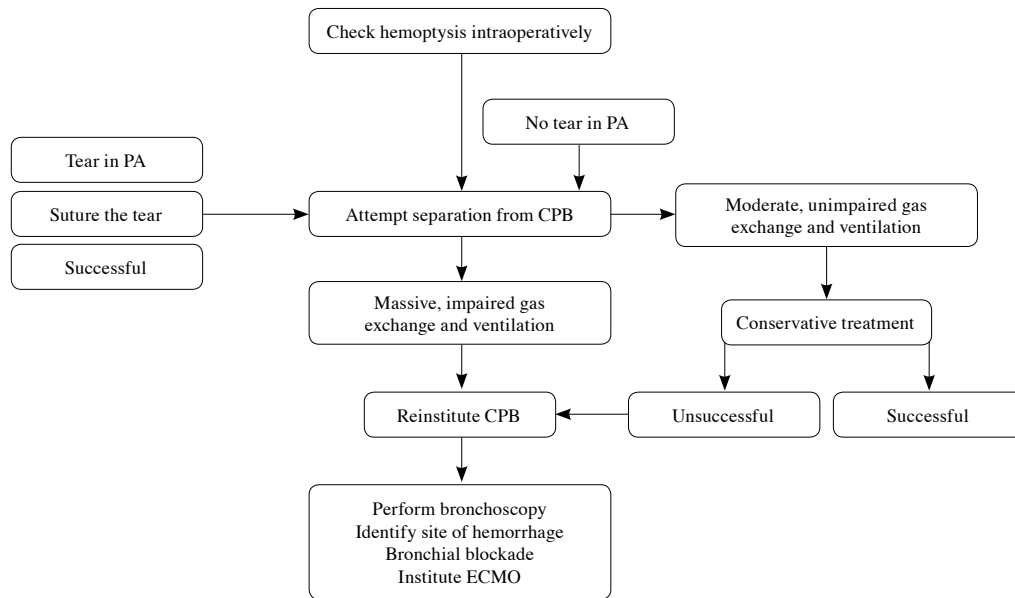 Check hemoptysis intraoperatively
No tear in PA
Tear in PA
Suture the tear
Successful
Attempt separation from CPB
Moderate, unimpaired gas
exchange and ventilation
Massive, impaired gas
exchange and ventilation
Conservative treatment
Reinstitute CPB
Unsuccessful
Successful
Perform bronchoscopy
Identify site of hemorrhage
Bronchial blockade
Institute ECMO